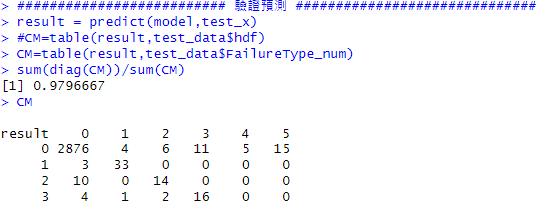 > ########################## 驗證預測 ##############################
> result = predict(model,test_x)
> #CM=table(result,test_data$hdf)
> CM=table(result,test_data$FailureType_num)
> sum(diag(CM))/sum(CM)
[1] 0.9796667
> CM
result 0 1 2 3 4 5
0 2876 4 6 11 5 15
1 3 33 0 0 0 0
2 10 0 14 0 0 0
3 4 1 2 16 0 0